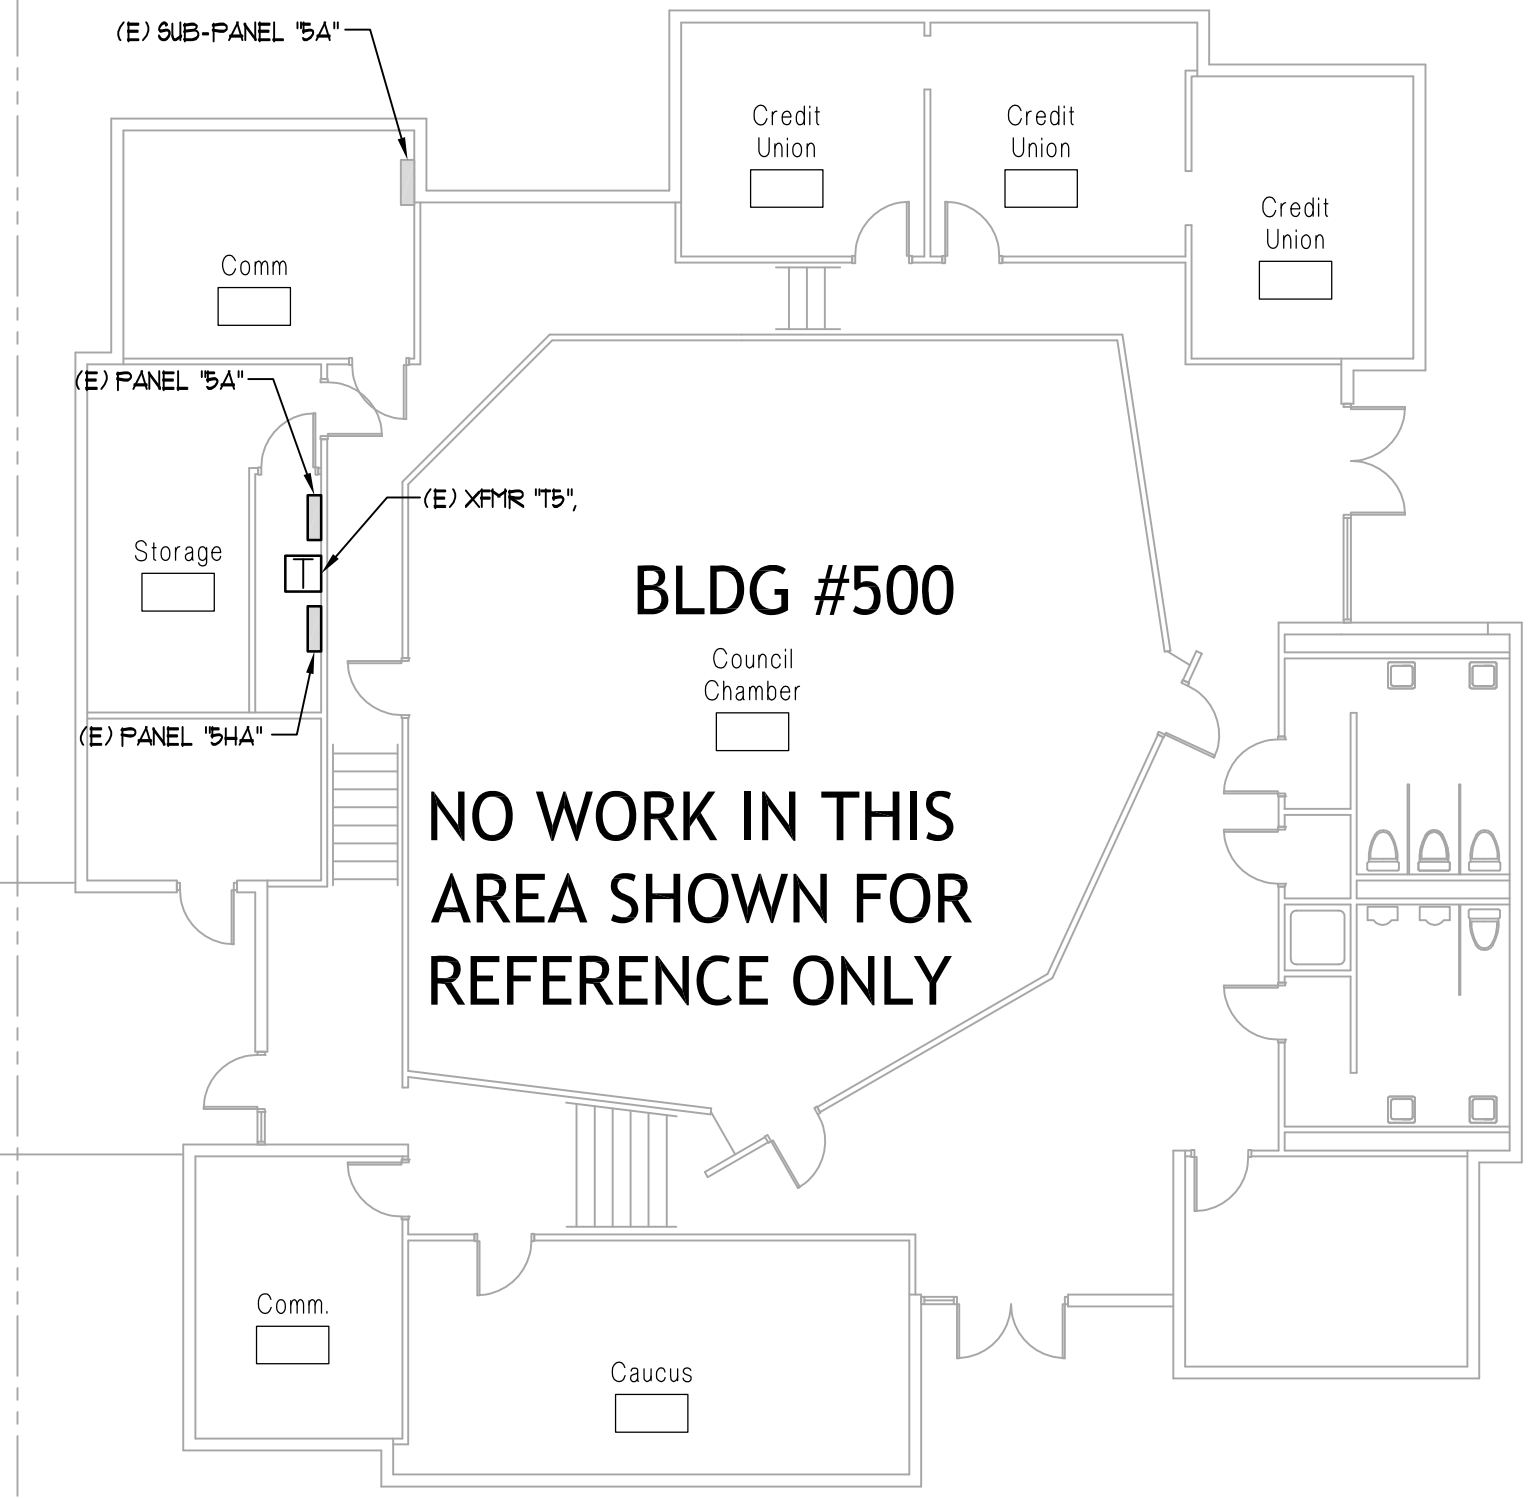 (E) SUB-PANEL "5A"
Credit
Union
Credit
Union
Credit
Union
Comm
(E) PANEL "5A"
(E) XFMR "T5",
Storage
T
(E) PANEL "5HA"
BLDG #500
Council
Chamber
NO WORK IN THIS
AREA SHOWN FOR
REFERENCE ONLY
Comm.
Caucus